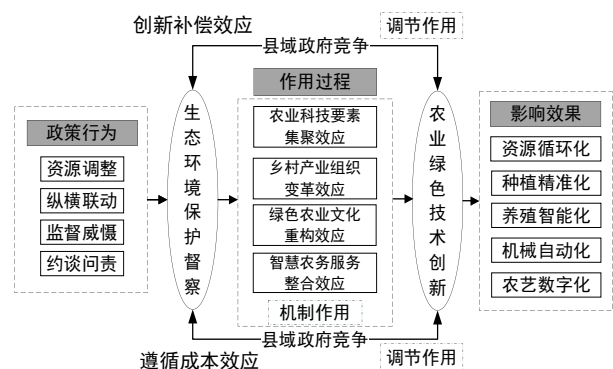 创新补偿效应
调节作用
县域政府竞争
作用过程
政策行为
资源调整
纵横联动
监督威慑
约谈问责
生态环境保护督察
农业科技要素
集聚效应
乡村产业组织
变革效应
绿色农业文化
重构效应
智慧农务服务
整合效应
机制作用
农业绿色技术创新
影响效果
资源循环化
种植精准化
养殖智能化
机械自动化
农艺数字化
县域政府竞争
遵循成本效应
调节作用